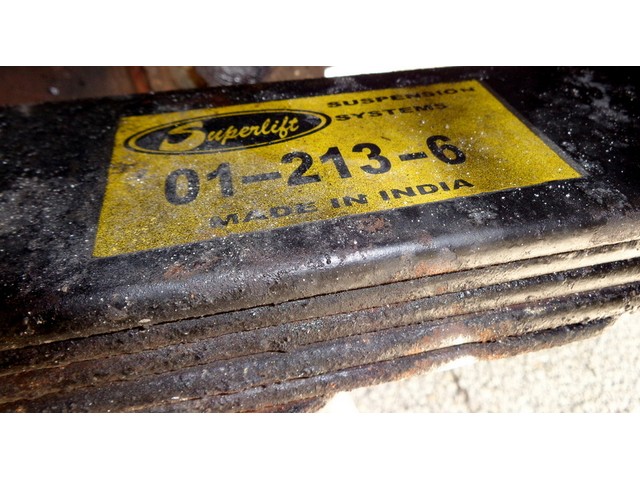 Superlift SUSPENSION
SYSTEMS
01-213-6
MADE IN INDIA